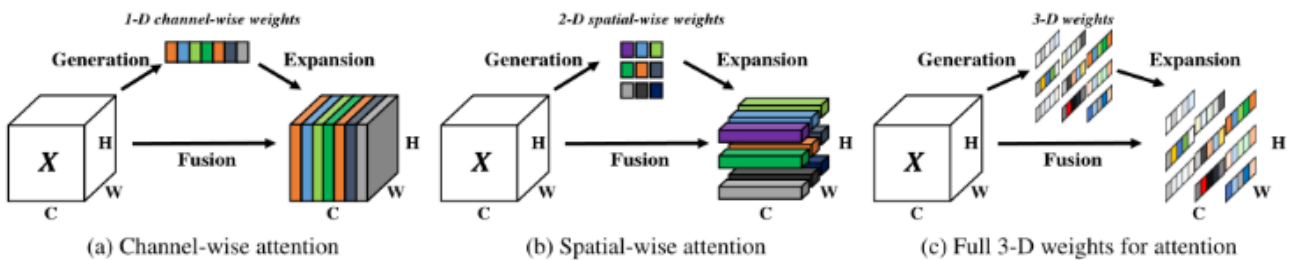 1-D channel-wise weights
Generation
Expansion
X
H
Fusion
H
W
W
C
C
(a) Channel-wise attention
2-D spatial-wise weights
Generation
Expansion
X
H
Fusion
H
W
W
C
C
(b) Spatial-wise attention
3-D weights
Generation
Expansion
X
H
Fusion
H
W
W
C
C
(c) Full 3-D weights for attention